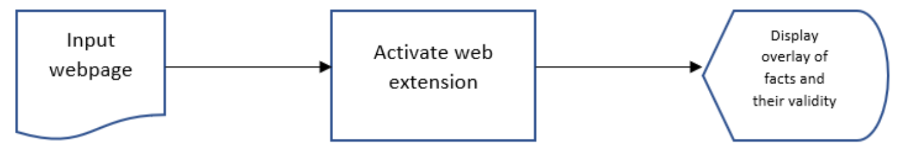 Input
webpage
Activate web
extension
Display
overlay of
facts and
their validity